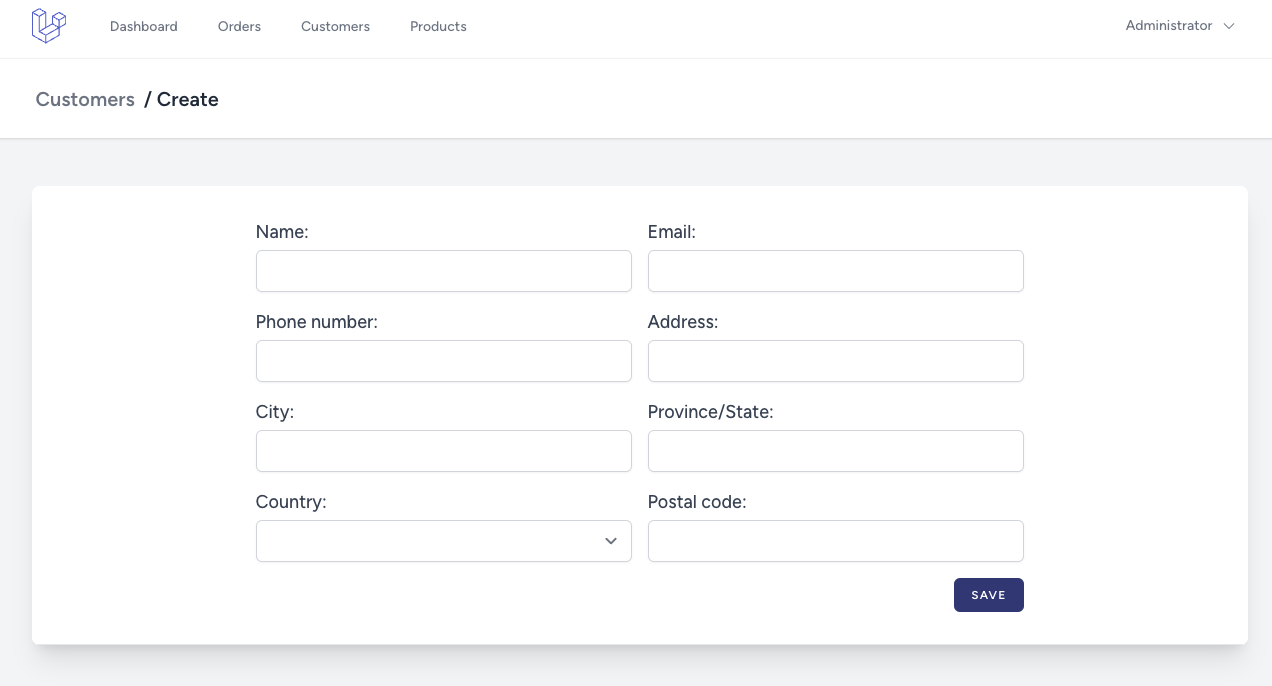 Dashboard Orders Customers Products Administrator
Customers / Create
Name: Email:
Phone number: Address:
City: Province/State:
Country: Postal code:
SAVE